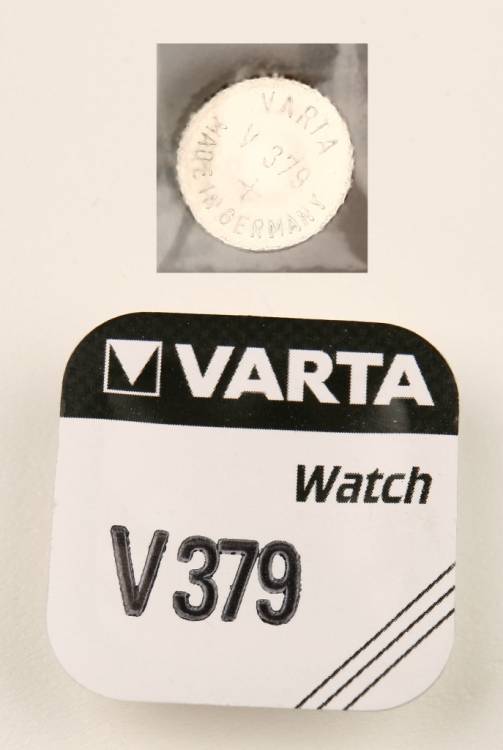 VARTA
V 379
+
MADE IN GERMANY
VARTA
Watch
V379